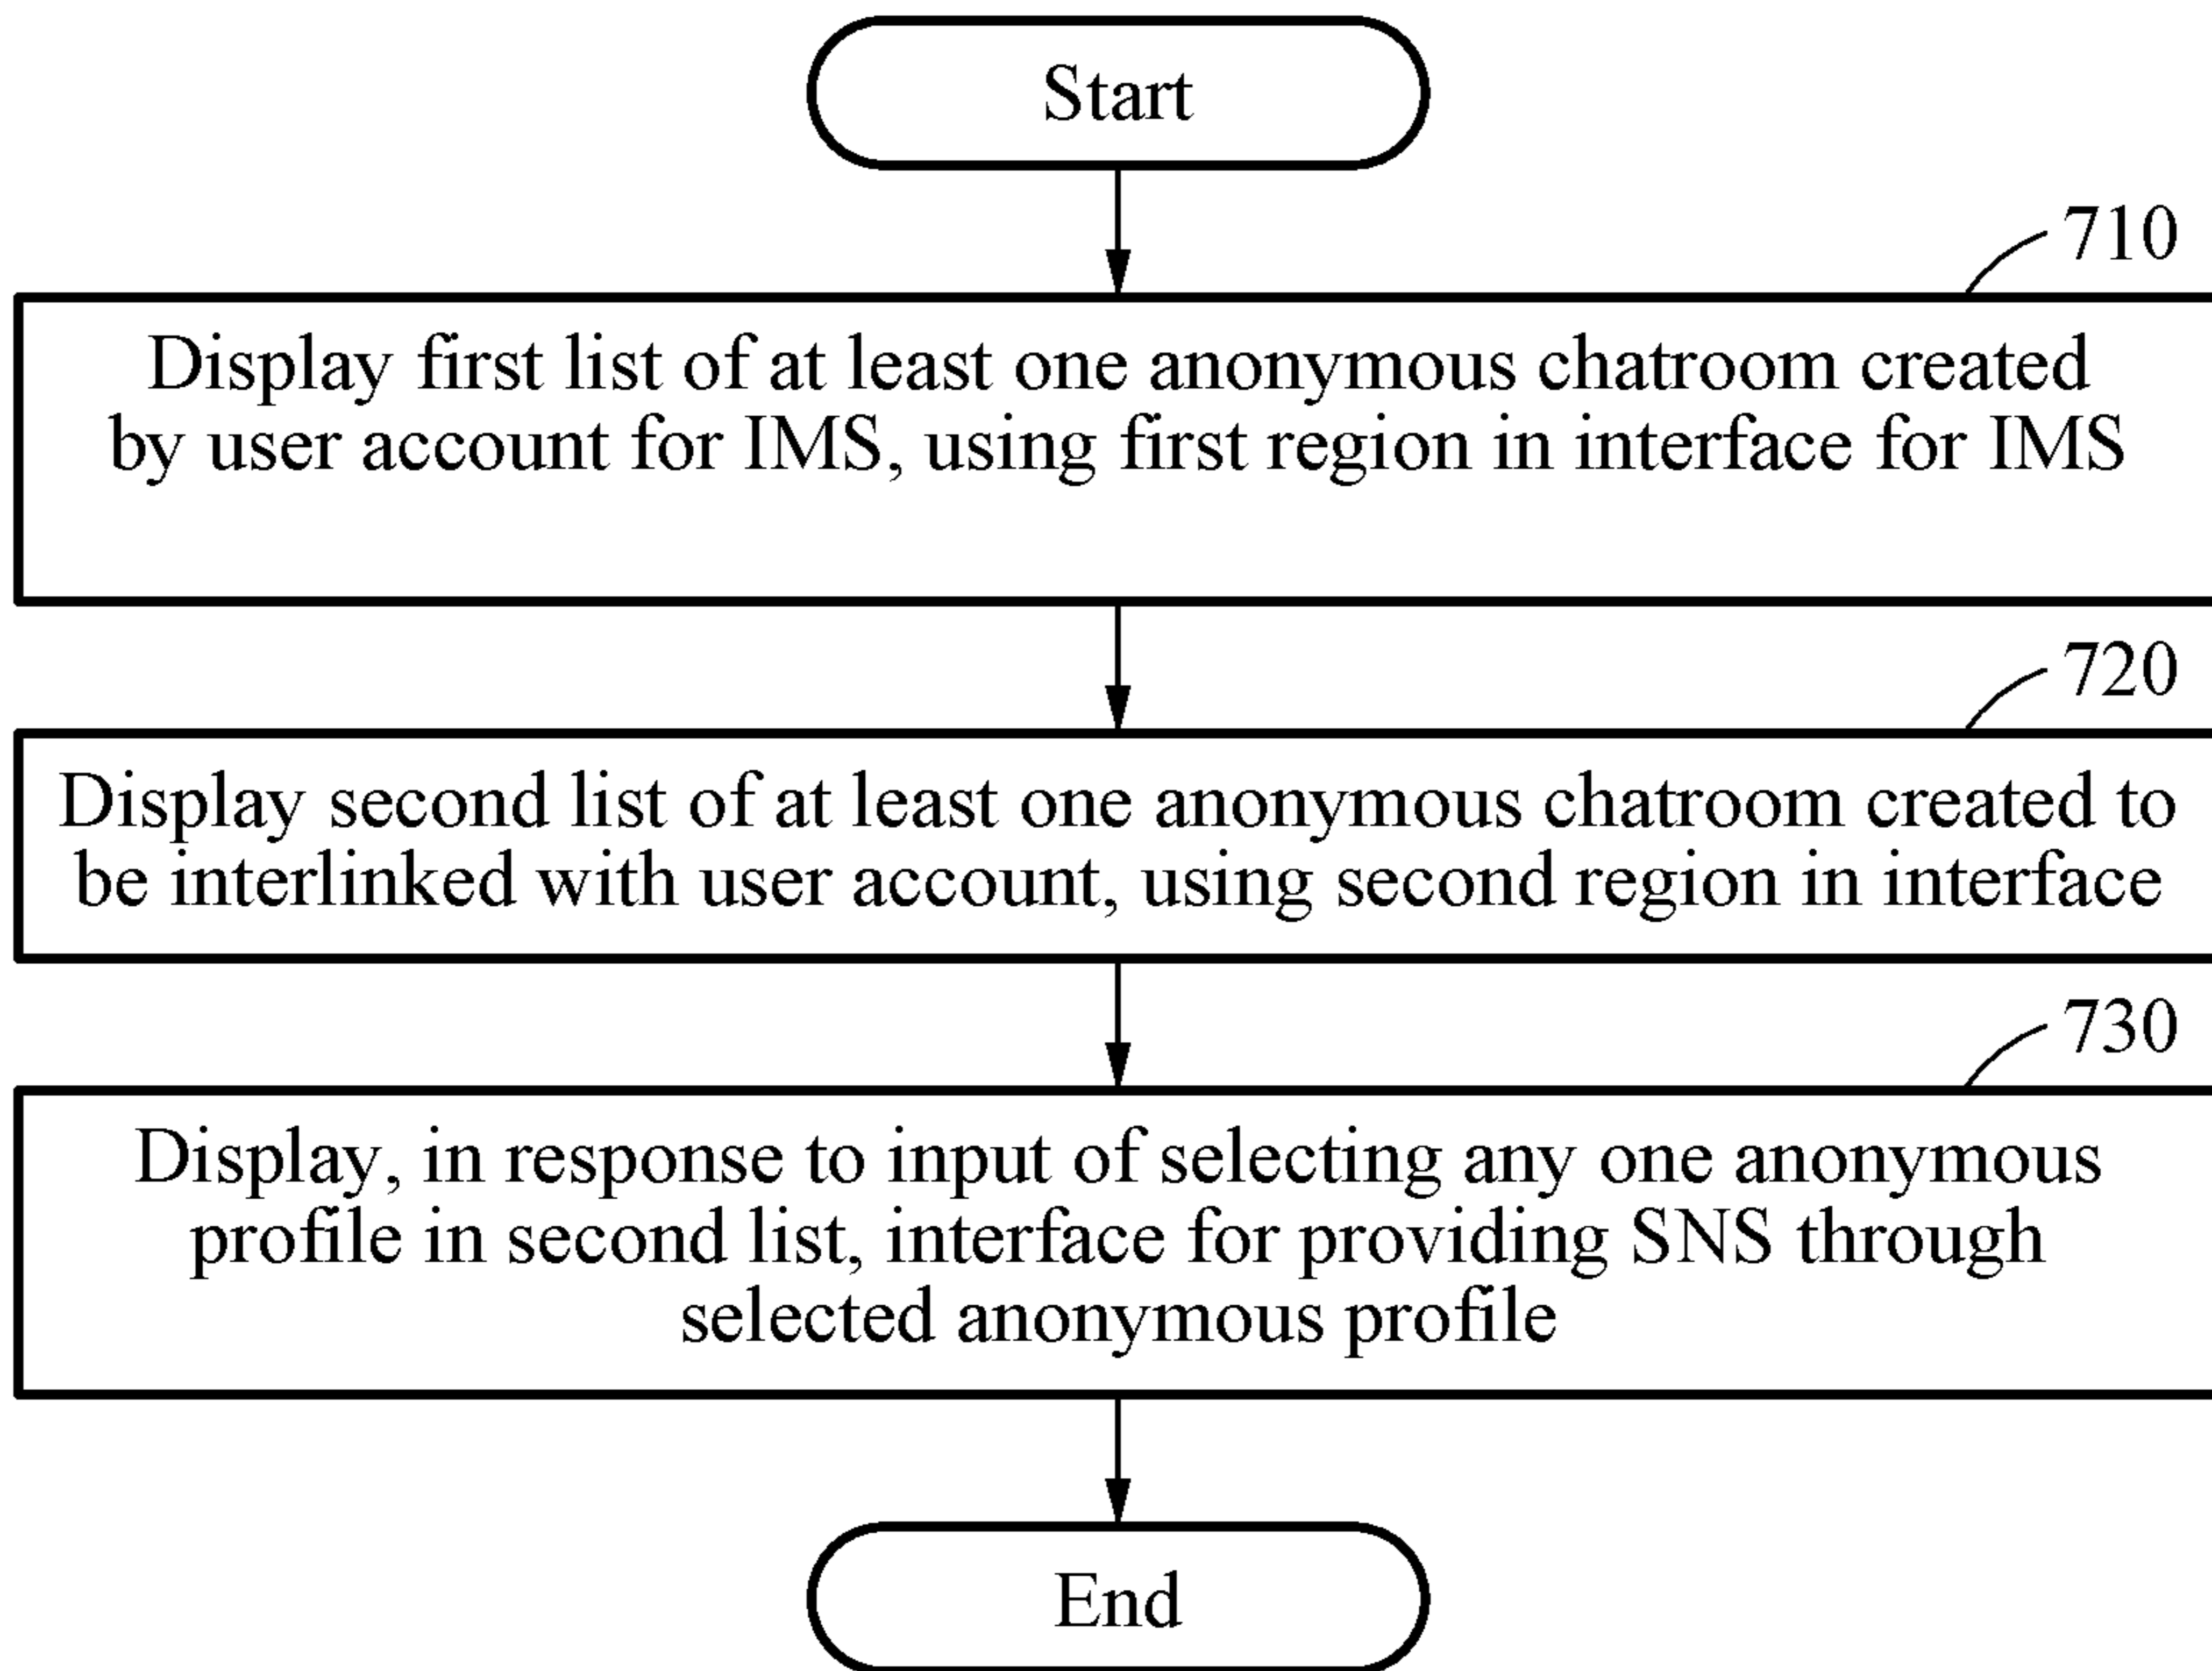 Start
710
Display first list of at least one anonymous chatroom created
by user account for IMS, using first region in interface for IMS
720
Display second list of at least one anonymous chatroom created to
be interlinked with user account, using second region in interface
730
Display, in response to input of selecting any one anonymous
profile in second list, interface for providing SNS through
selected anonymous profile
End